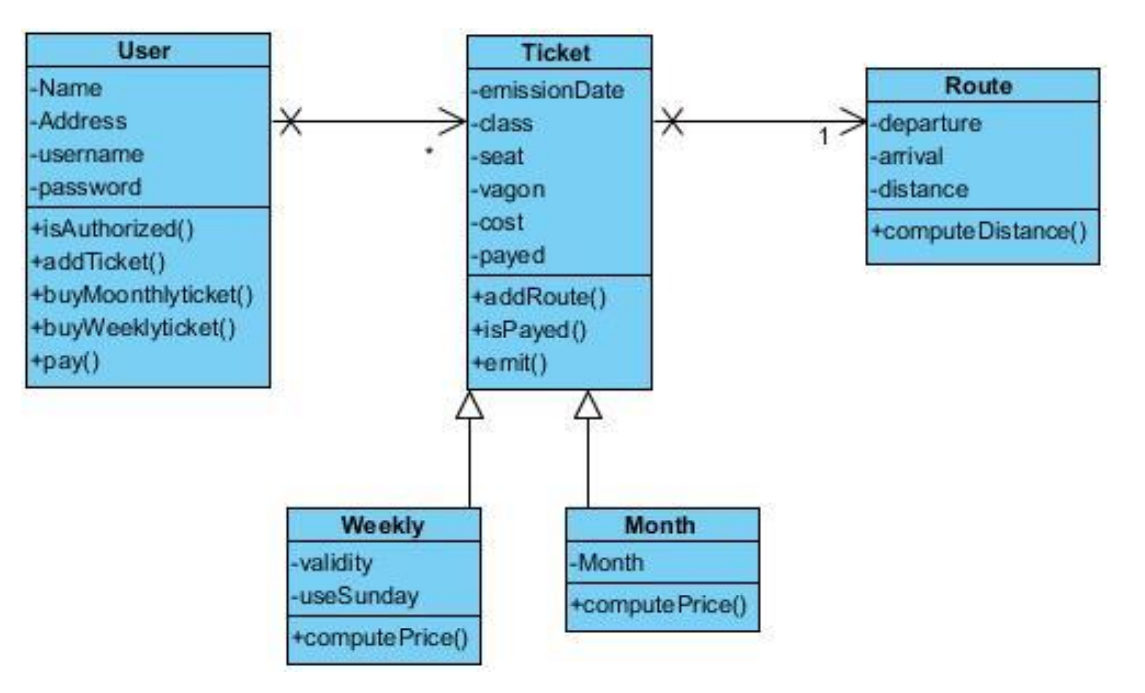 User
-Name
-Address
-username
-password
+isAuthorized()
+addTicket()
+buyMoonthlyticket()
+buyWeeklyticket()
+pay()
*
Ticket
-emissionDate
-class
-seat
-vagon
-cost
-payed
+addRoute()
+isPayed()
+emit()
1
Route
-departure
-arrival
-distance
+computeDistance()
Weekly
-validity
-useSunday
+computePrice()
Month
-Month
+computePrice()